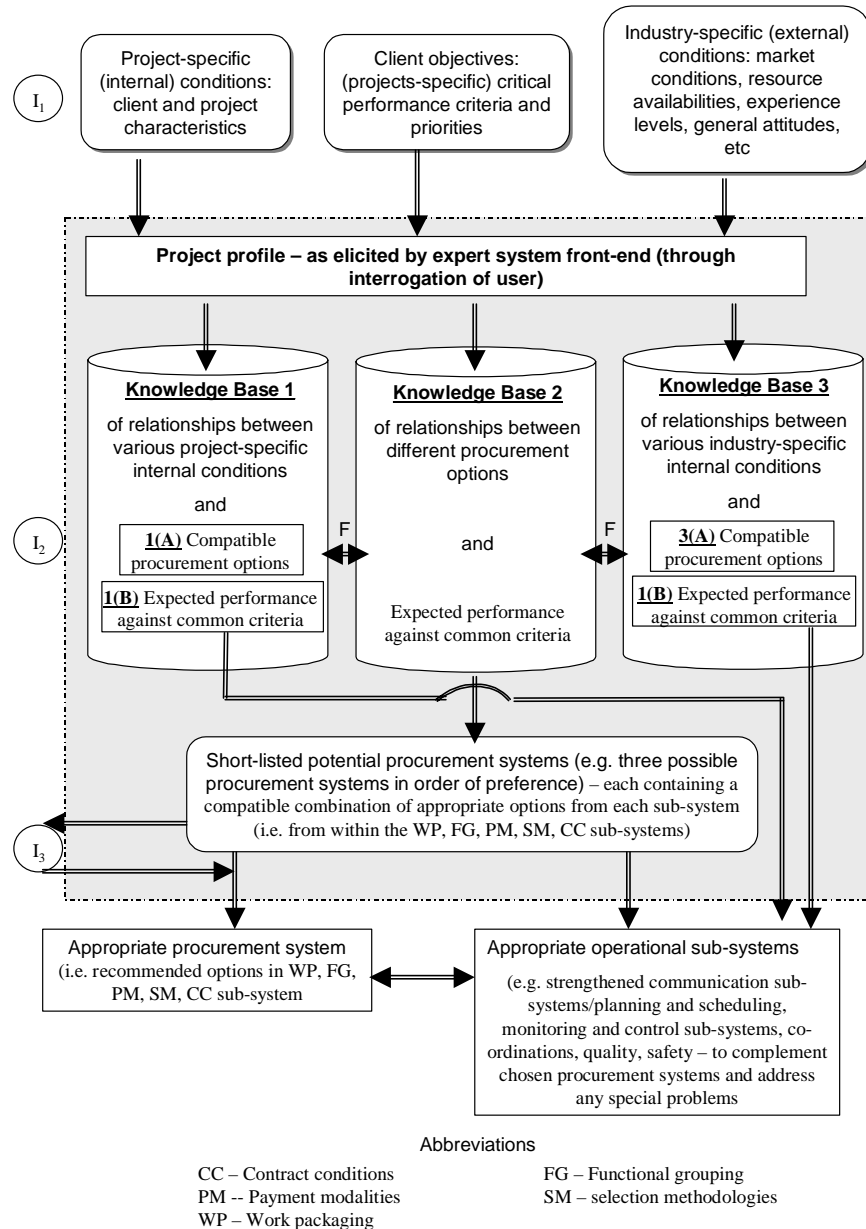 Project-specific
(internal) conditions:
client and project
characteristics
Client objectives:
(projects-specific) critical
performance criteria and
priorities
Industry-specific (external)
conditions: market
conditions, resource
availabilities, experience
levels, general attitudes,
etc
I1
Project profile – as elicited by expert system front-end (through
interrogation of user)
Knowledge Base 1
of relationships between
various project-specific
internal conditions
and
1(A) Compatible
procurement options
1(B) Expected performance
against common criteria
F
Knowledge Base 2
of relationships between
different procurement
options
and
Expected performance
against common criteria
F
Knowledge Base 3
of relationships between
various industry-specific
internal conditions
and
3(A) Compatible
procurement options
1(B) Expected performance
against common criteria
I2
Short-listed potential procurement systems (e.g. three possible
procurement systems in order of preference) – each containing a
compatible combination of appropriate options from each sub-system
(i.e. from within the WP, FG, PM, SM, CC sub-systems)
I3
Appropriate procurement system
(i.e. recommended options in WP, FG,
PM, SM, CC sub-system
Appropriate operational sub-systems
(e.g. strengthened communication sub-
systems/planning and scheduling,
monitoring and control sub-systems, co-
ordinations, quality, safety – to complement
chosen procurement systems and address
any special problems
Abbreviations
CC – Contract conditions
PM -- Payment modalities
WP – Work packaging
FG – Functional grouping
SM – selection methodologies